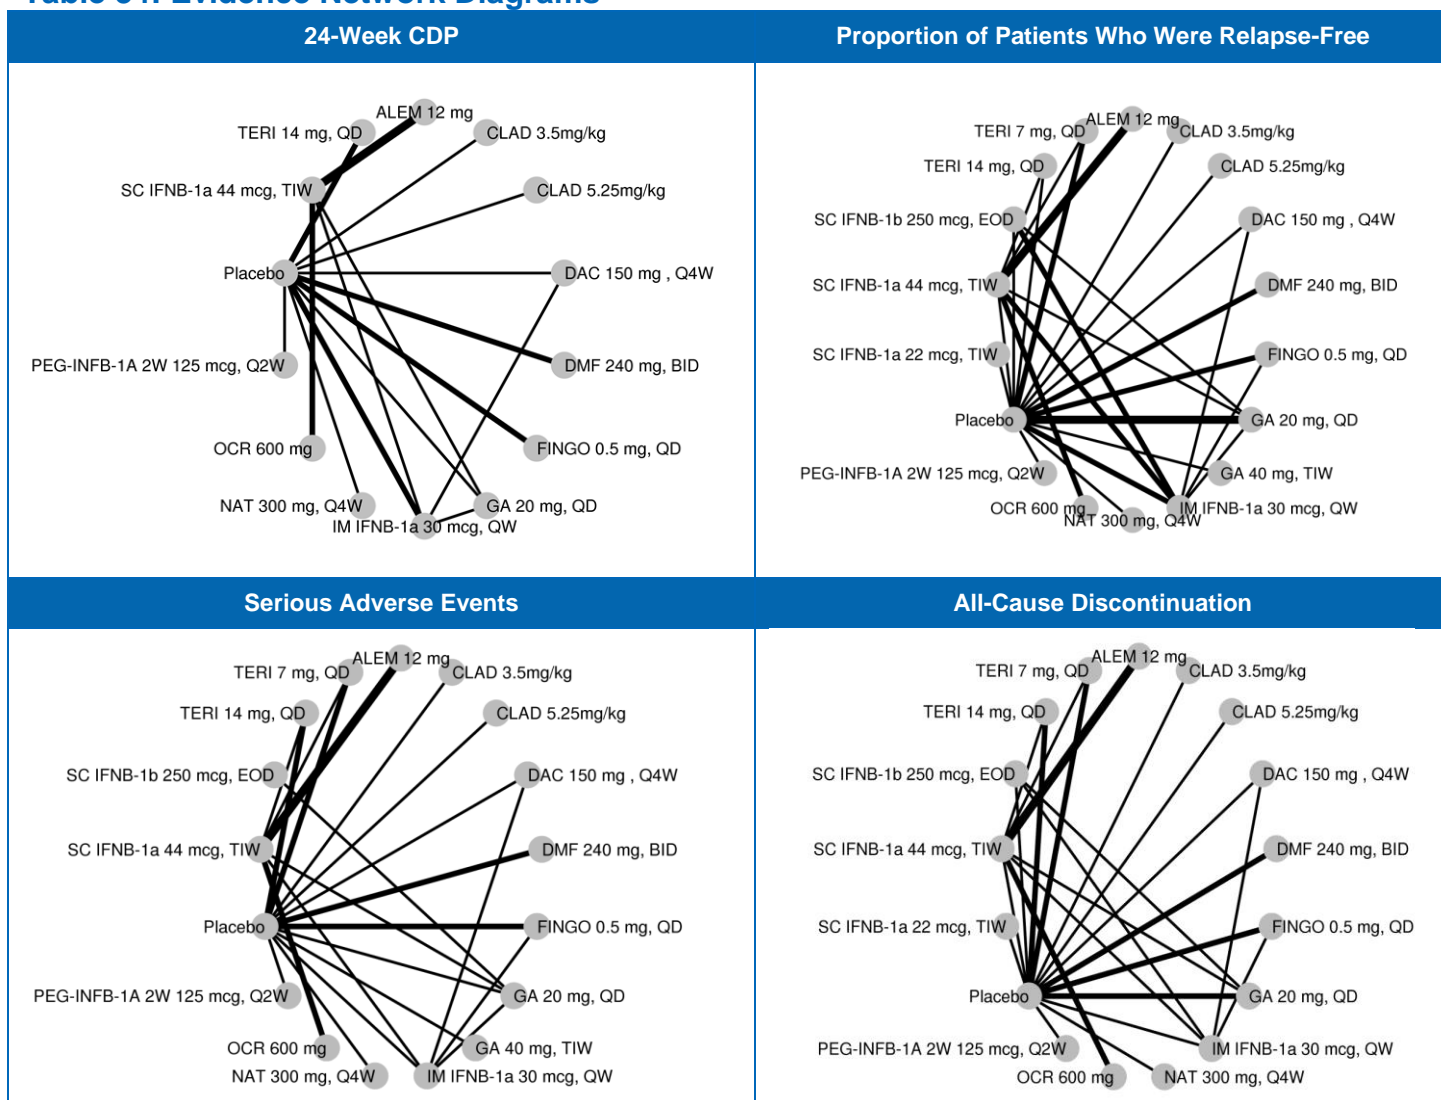 Table 54. Evidence Network Diagrams
24-Week CDP
ALEM 12 mg
TERI 14 mg, QD
CLAD 3.5mg/kg
SC IFNB-1a 44 mcg, TIW
CLAD 5.25mg/kg
Placebo
DAC 150 mg , Q4W
PEG-INFB-1A 2W 125 mcg, Q2W
DMF 240 mg, BID
OCR 600 mg
FINGO 0.5 mg, QD
NAT 300 mg, Q4W
GA 20 mg, QD
IM IFNB-1a 30 mcg, QW
Proportion of Patients Who Were Relapse-Free
ALEM 12 mg
TERI 7 mg, QD
CLAD 3.5mg/kg
TERI 14 mg, QD
CLAD 5.25mg/kg
SC IFNB-1b 250 mcg, EOD
DAC 150 mg , Q4W
SC IFNB-1a 44 mcg, TIW
DMF 240 mg, BID
SC IFNB-1a 22 mcg, TIW
FINGO 0.5 mg, QD
Placebo
GA 20 mg, QD
PEG-INFB-1A 2W 125 mcg, Q2W
GA 40 mg, TIW
OCR 600 mg
IM IFNB-1a 30 mcg, QW
NAT 300 mg, Q4W
Serious Adverse Events
ALEM 12 mg
TERI 7 mg, QD
CLAD 3.5mg/kg
TERI 14 mg, QD
CLAD 5.25mg/kg
SC IFNB-1b 250 mcg, EOD
DAC 150 mg , Q4W
SC IFNB-1a 44 mcg, TIW
DMF 240 mg, BID
Placebo
FINGO 0.5 mg, QD
PEG-INFB-1A 2W 125 mcg, Q2W
GA 20 mg, QD
OCR 600 mg
GA 40 mg, TIW
NAT 300 mg, Q4W
IM IFNB-1a 30 mcg, QW
All-Cause Discontinuation
ALEM 12 mg
TERI 7 mg, QD
CLAD 3.5mg/kg
TERI 14 mg, QD
CLAD 5.25mg/kg
SC IFNB-1b 250 mcg, EOD
DAC 150 mg , Q4W
SC IFNB-1a 44 mcg, TIW
DMF 240 mg, BID
SC IFNB-1a 22 mcg, TIW
FINGO 0.5 mg, QD
Placebo
GA 20 mg, QD
PEG-INFB-1A 2W 125 mcg, Q2W
IM IFNB-1a 30 mcg, QW
OCR 600 mg
NAT 300 mg, Q4W